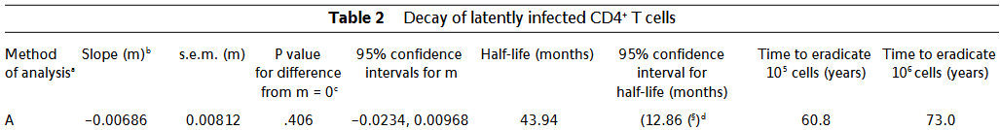 Table 2 Decay of latently infected CD4⁺ T cells
Method of analysisᵃ Slope (m)ᵇ s.e.m. (m) P value for difference from m = 0ᶜ 95% confidence intervals for m Half-life (months) 95% confidence interval for half-life (months) Time to eradicate 10⁵ cells (years) Time to eradicate 10⁶ cells (years)
A –0.00686 0.00812 .406 –0.0234, 0.00968 43.94 (12.86 (§)ᵈ 60.8 73.0